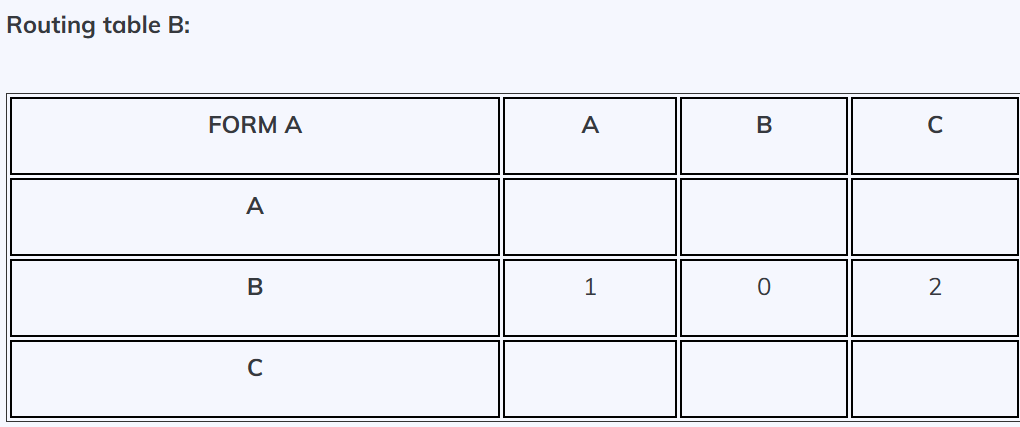 Routing table B:
FORM A A B C
A
B 1 0 2
C